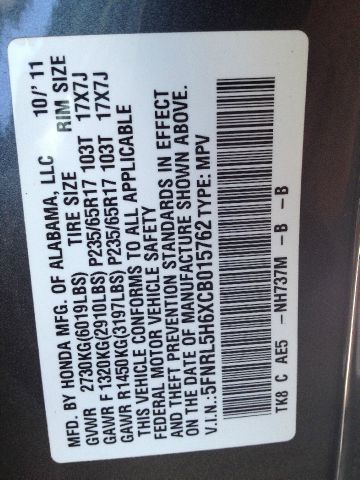 MFD. BY HONDA MFG. OF ALABAMA, LLC 10/'11
TIRE SIZE RIM SIZE
GVWR 2730KG(6019LBS)
GAWR F 1320KG(2910LBS) P235/65R17 103T 17X7J
GAWR R1450KG(3197LBS) P235/65R17 103T 17X7J
THIS VEHICLE CONFORMS TO ALL APPLICABLE
FEDERAL MOTOR VEHICLE SAFETY
AND THEFT PREVENTION STANDARDS IN EFFECT
ON THE DATE OF MANUFACTURE SHOWN ABOVE.
V.I.N.:5FNRL5H6XCB015762 TYPE: MPV
TK8 C AE5 -NH737M -B -B